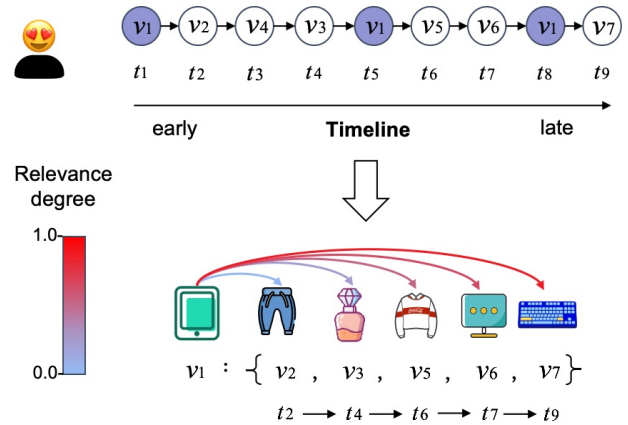 v1 v2 v4 v3 v1 v5 v6 v1 v7
t1 t2 t3 t4 t5 t6 t7 t8 t9
early Timeline late
Relevance
degree
1.0
0.0
v1 : { v2 , v3 , v5 , v6 , v7 }
t2 t4 t6 t7 t9